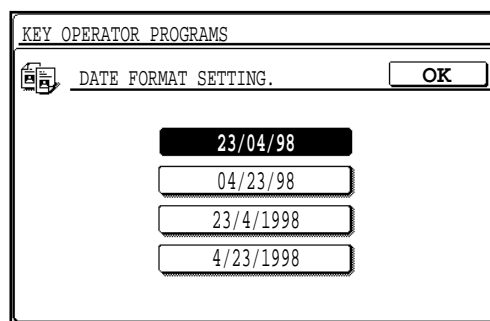 KEY OPERATOR PROGRAMS
DATE FORMAT SETTING. OK
23/04/98
04/23/98
23/4/1998
4/23/1998